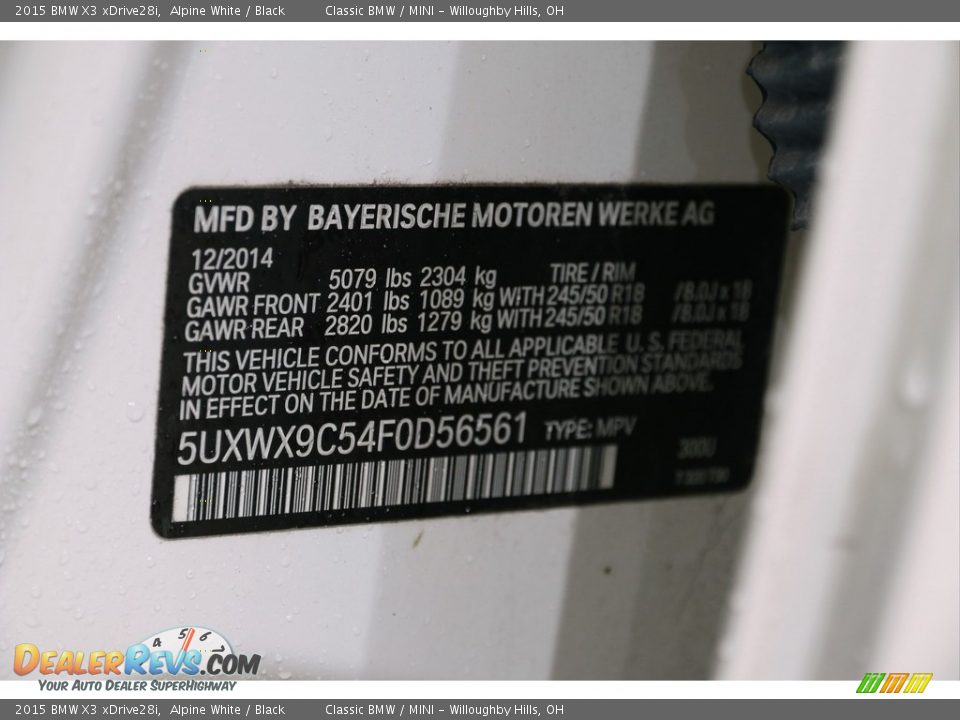 2015 BMW X3 xDrive28i, Alpine White / Black Classic BMW / MINI - Willoughby Hills, OH
MFD BY BAYERISCHE MOTOREN WERKE AG
12/2014
GVWR 5079 lbs 2304 kg TIRE / RIM
GAWR FRONT 2401 lbs 1089 kg WITH 245/50 R18 /8.0J x 18
GAWR REAR 2820 lbs 1279 kg WITH 245/50 R18 /8.0J x 18
THIS VEHICLE CONFORMS TO ALL APPLICABLE U. S. FEDERAL
MOTOR VEHICLE SAFETY AND THEFT PREVENTION STANDARDS
IN EFFECT ON THE DATE OF MANUFACTURE SHOWN ABOVE.
5UXWX9C54F0D56561 TYPE: MPV
300U
4 5 6
DEALERREVS.COM
YOUR AUTO DEALER SUPERHIGHWAY
2015 BMW X3 xDrive28i, Alpine White / Black Classic BMW / MINI - Willoughby Hills, OH